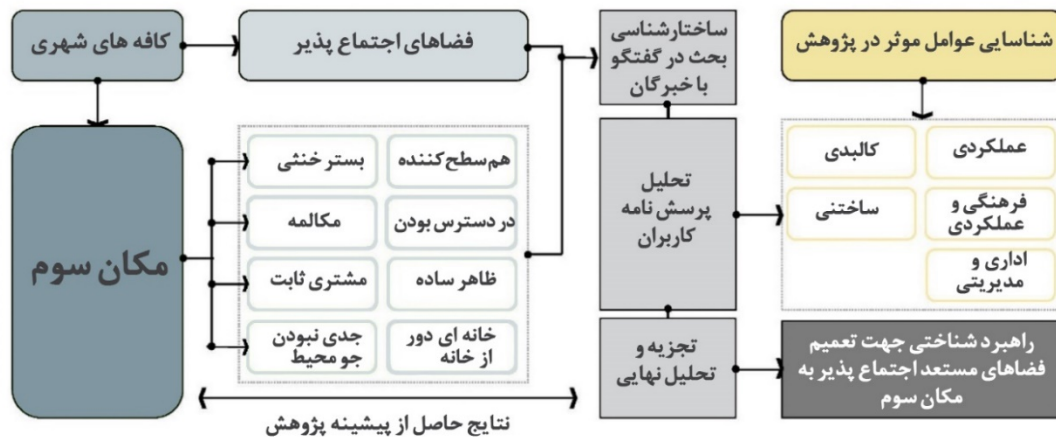 کافه های شهری
فضاهای اجتماع پذیر
ساختارشناسی
بحث در گفتگو
با خبرگان
شناسایی عوامل موثر در پژوهش
مکان سوم
بستر خنثی
هم سطح کننده
مکالمه
در دسترس بودن
مشتری ثابت
ظاهر ساده
جدی نبودن
جو محیط
خانه ای دور
از خانه
تحلیل
پرسش نامه
کاربران
کالبدی
عملکردی
ساختنی
فرهنگی و
عملکردی
اداری و
مدیریتی
تجزیه و
تحلیل نهایی
راهبرد شناختی جهت تعمیم
فضاهای مستعد اجتماع پذیر به
مکان سوم
نتایج حاصل از پیشینه پژوهش